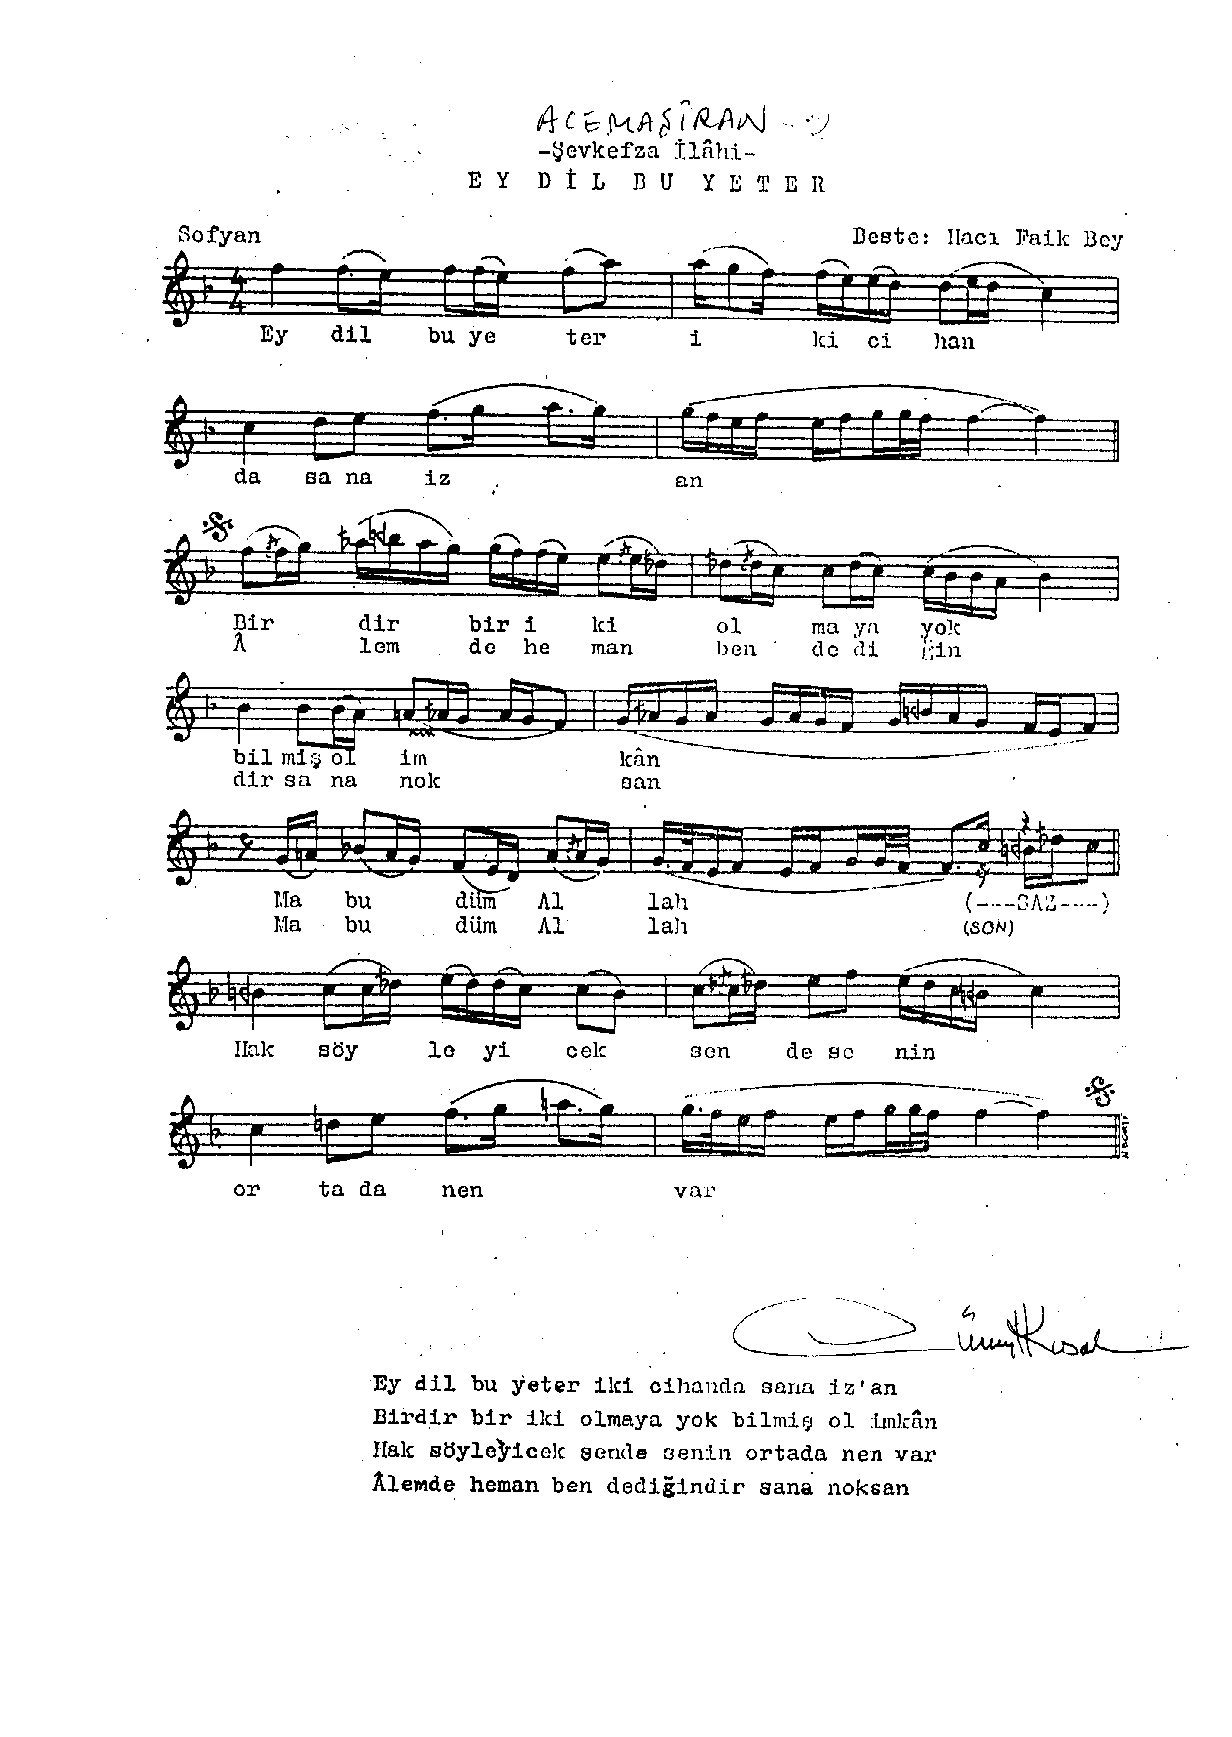 ACEMAŞÎRAN
-Şevkefza İlâhi-
EY DİL BU YETER
Sofyan
Beste: Hacı Faik Bey
Ey dil bu ye ter i ki ci han
da sa na iz an
Bir dir bir i ki ol ma ya yok
Â lem de he man ben de di ğin
bil miş ol im kân
dir sa na nok san
Ma bu düm Al lah (---SAZ----)
Ma bu düm Al lah (SON)
Hak söy le yi cek sen de se nin
or ta da nen var
Ey dil bu yeter iki cihanda sana iz'an
Birdir bir iki olmaya yok bilmiş ol imkân
Hak söyleyicek sende senin ortada nen var
Âlemde heman ben dediğindir sana noksan